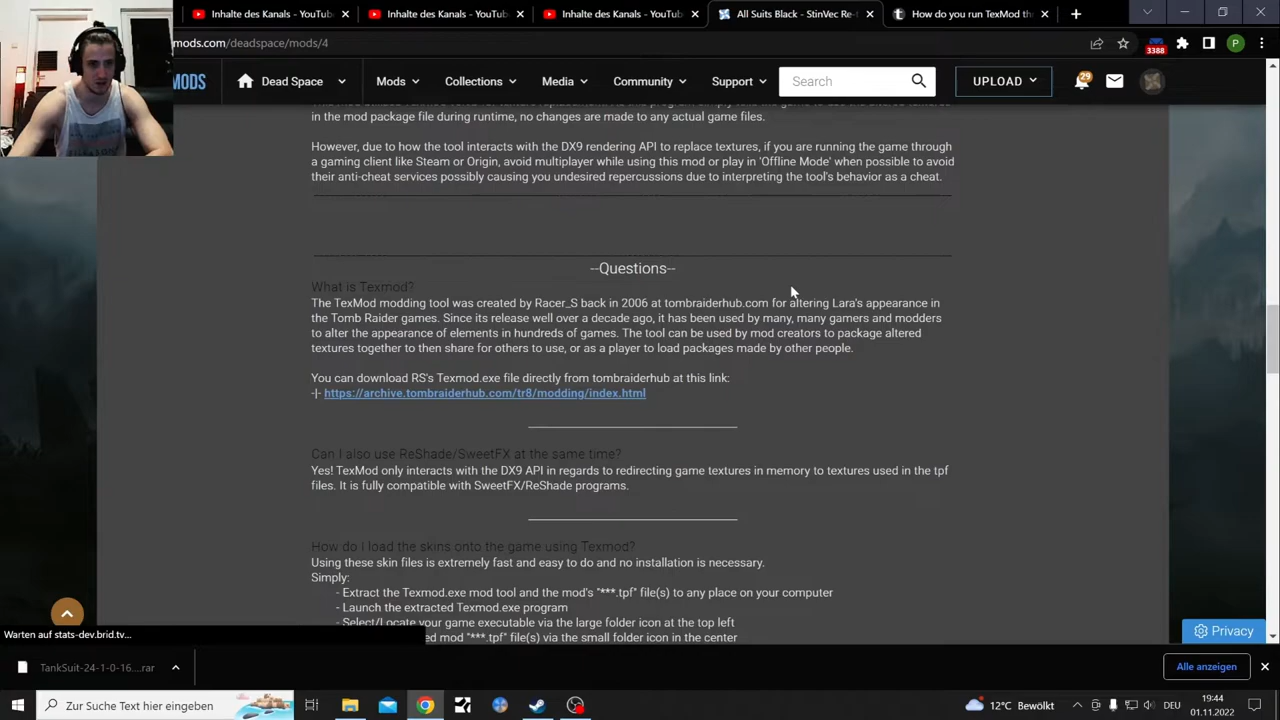 Inhalte des Kanals - YouTub
Inhalte des Kanals - YouTub
Inhalte des Kanals - YouTub
All Suits Black - StinVec Re-t
How do you run TexMod th
mods.com/deadspace/mods/4
3388
P
MODS
Dead Space
Mods
Collections
Media
Community
Support
Search
UPLOAD
29
in the mod package file during runtime, no changes are made to any actual game files.
However, due to how the tool interacts with the DX9 rendering API to replace textures, if you are running the game through
a gaming client like Steam or Origin, avoid multiplayer while using this mod or play in 'Offline Mode' when possible to avoid
their anti-cheat services possibly causing you undesired repercussions due to interpreting the tool's behavior as a cheat.
--Questions--
What is Texmod?
The TexMod modding tool was created by Racer_S back in 2006 at tombraiderhub.com for altering Lara's appearance in
the Tomb Raider games. Since its release well over a decade ago, it has been used by many, many gamers and modders
to alter the appearance of elements in hundreds of games. The tool can be used by mod creators to package altered
textures together to then share for others to use, or as a player to load packages made by other people.
You can download RS's Texmod.exe file directly from tombraiderhub at this link:
-|- https://archive.tombraiderhub.com/tr8/modding/index.html
Can I also use ReShade/SweetFX at the same time?
Yes! TexMod only interacts with the DX9 API in regards to redirecting game textures in memory to textures used in the tpf
files. It is fully compatible with SweetFX/ReShade programs.
How do I load the skins onto the game using Texmod?
Using these skin files is extremely fast and easy to do and no installation is necessary.
Simply:
- Extract the Texmod.exe mod tool and the mod's "***.tpf" file(s) to any place on your computer
- Launch the extracted Texmod.exe program
- Select/Locate your game executable via the large folder icon at the top left
ed mod "***.tpf" file(s) via the small folder icon in the center
Warten auf stats-dev.brid.tv...
Privacy
TankSuit-24-1-0-16....rar
Alle anzeigen
Zur Suche Text hier eingeben
12°C Bewölkt
DEU
19:44
01.11.2022